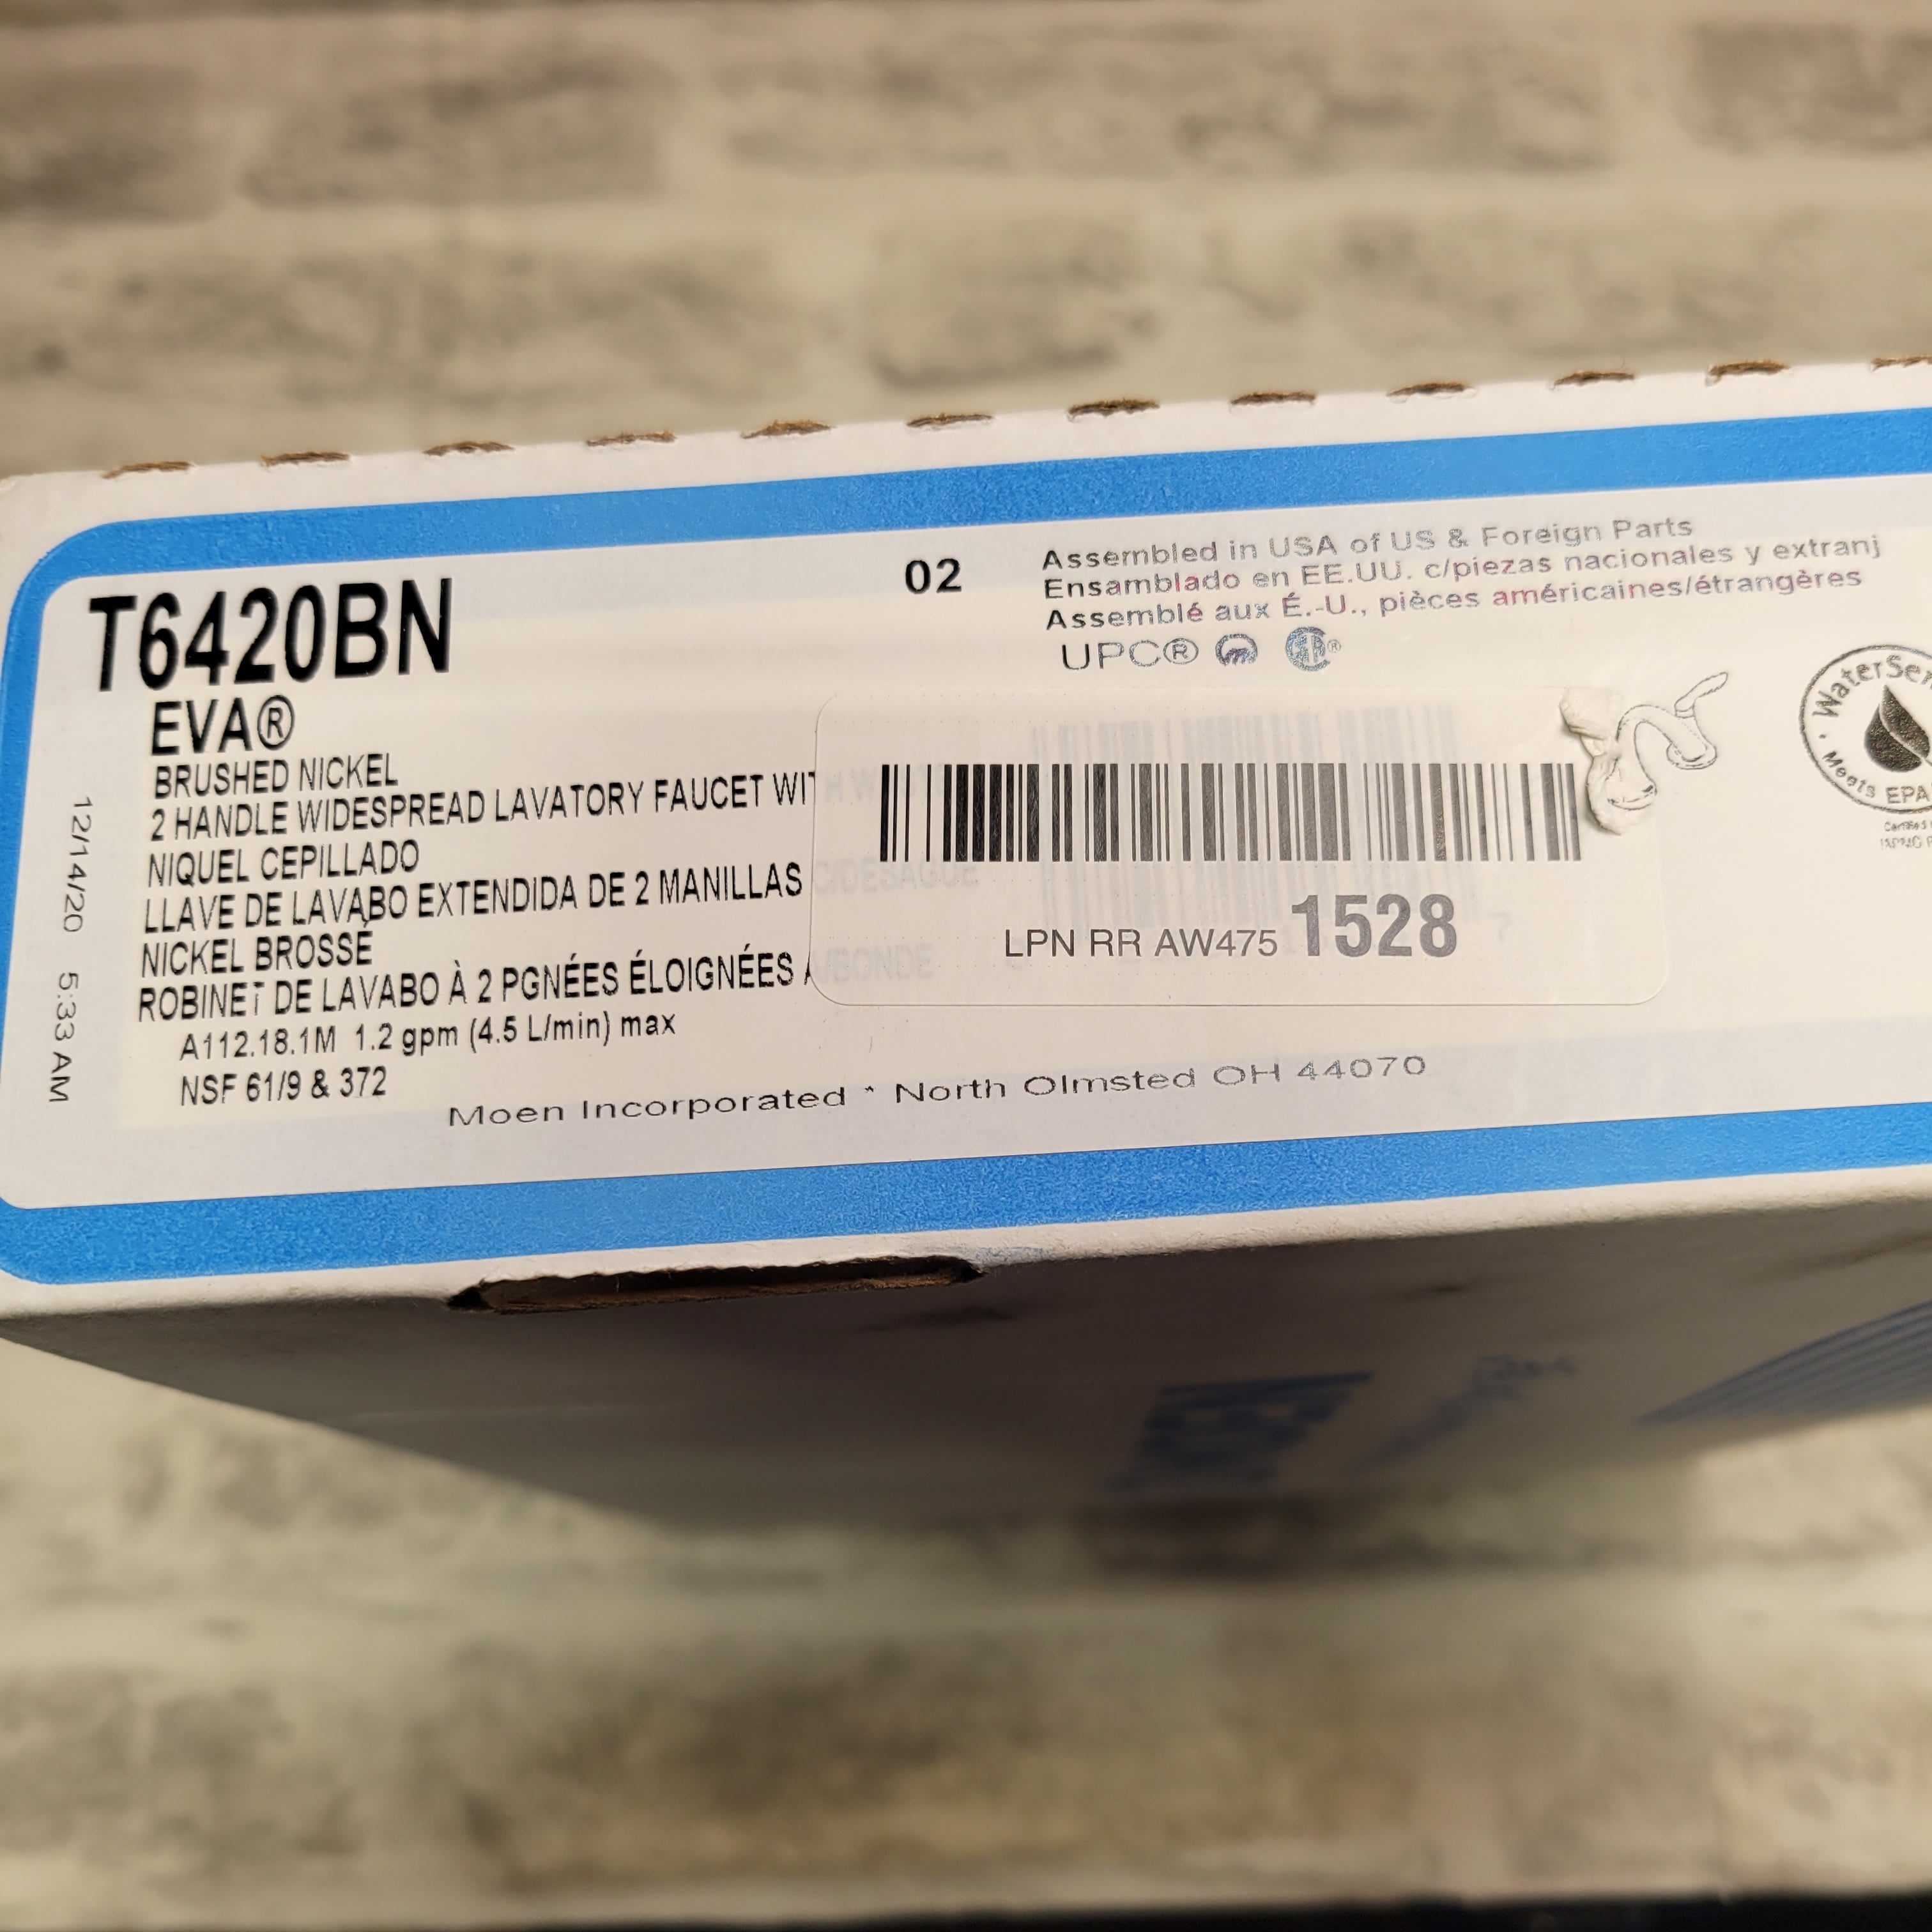 T6420BN
EVA®
BRUSHED NICKEL
2 HANDLE WIDESPREAD LAVATORY FAUCET WIT
NIQUEL CEPILLADO
LLAVE DE LAVABO EXTENDIDA DE 2 MANILLAS C/DESAGUE
NICKEL BROSSÉ
ROBINET DE LAVABO À 2 PGNÉES ÉLOIGNÉES A/BONDE
A112.18.1M 1.2 gpm (4.5 L/min) max
NSF 61/9 & 372
Moen Incorporated * North Olmsted OH 44070
12/14/20 5:33 AM
02
Assembled in USA of US & Foreign Parts
Ensamblado en EE.UU. c/piezas nacionales y extranj
Assemblé aux É.-U., pièces américaines/étrangères
UPC®
LPN RR AW475 1528
WaterSen
Meets EPA